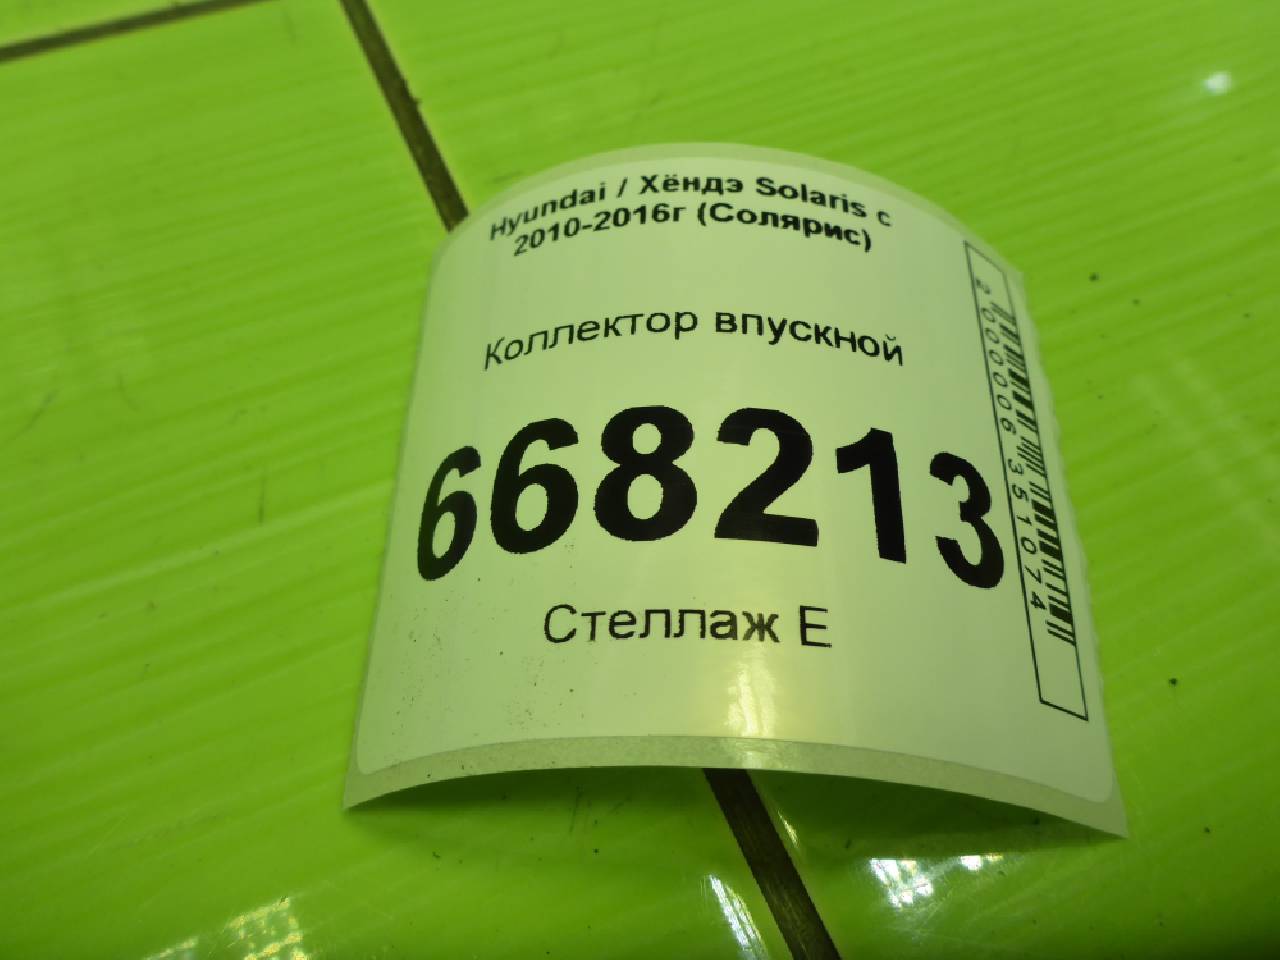 Hyundai / Хёндэ Solaris с
2010-2016г (Солярис)
Коллектор впускной
668213
Стеллаж Е
2000006351074